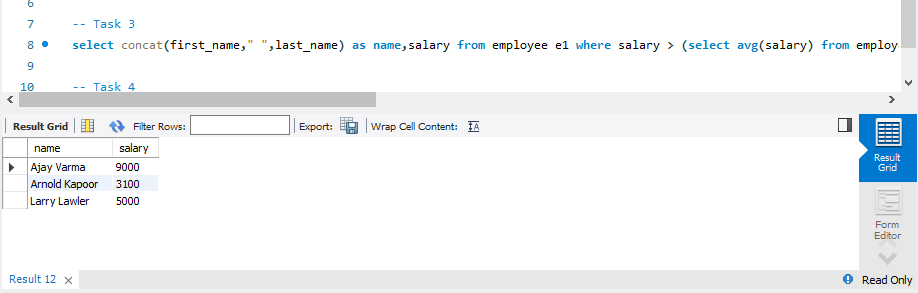 6
7 -- Task 3
8 select concat(first_name," ",last_name) as name,salary from employee e1 where salary > (select avg(salary) from employ
9
10 -- Task 4
Result Grid Filter Rows: Export: Wrap Cell Content: IA
name salary
Ajay Varma 9000
Arnold Kapoor 3100
Larry Lawler 5000
Result
Grid
Form
Editor
Result 12 × Read Only